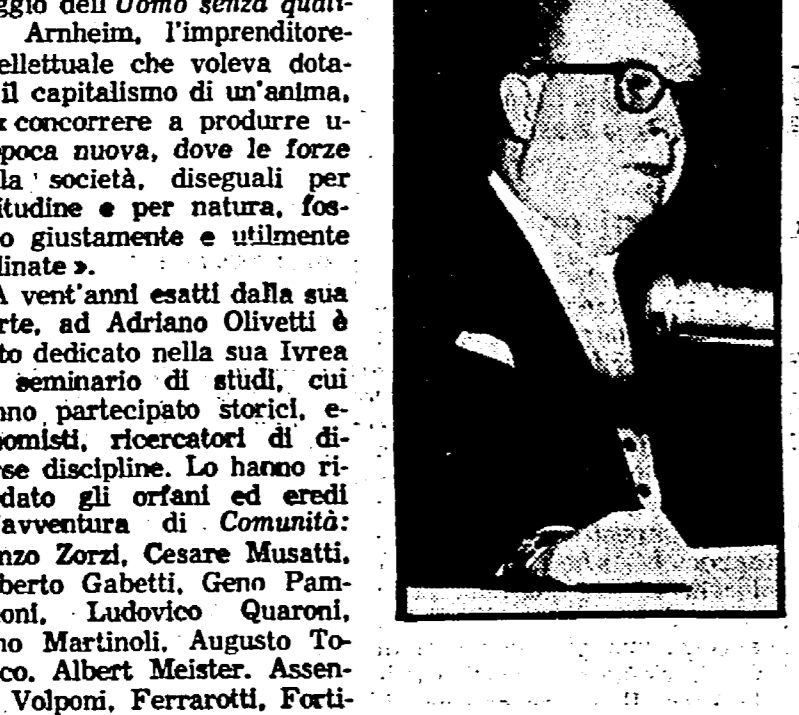 ggio dell'Uomo senza quali-
Arnheim, l'imprenditore-
ellettuale che voleva dota-
il capitalismo di un'anima,
concorrere a produrre u-
poca nuova, dove le forze
la società, diseguali per
itudine e per natura, fos-
o giustamente e utilmente
linate ».
A vent'anni esatti dalla sua
rte, ad Adriano Olivetti è
to dedicato nella sua Ivrea
seminario di studi, cui
nno partecipato storici, e-
nomisti, ricercatori di di-
rse discipline. Lo hanno ri-
dato gli orfani ed eredi
'avventura di Comunità:
nzo Zorzi, Cesare Musatti,
berto Gabetti, Geno Pam-
oni, Ludovico Quaroni,
no Martinoli, Augusto To-
co, Albert Meister. Assen-
Volponi, Ferrarotti, Forti-